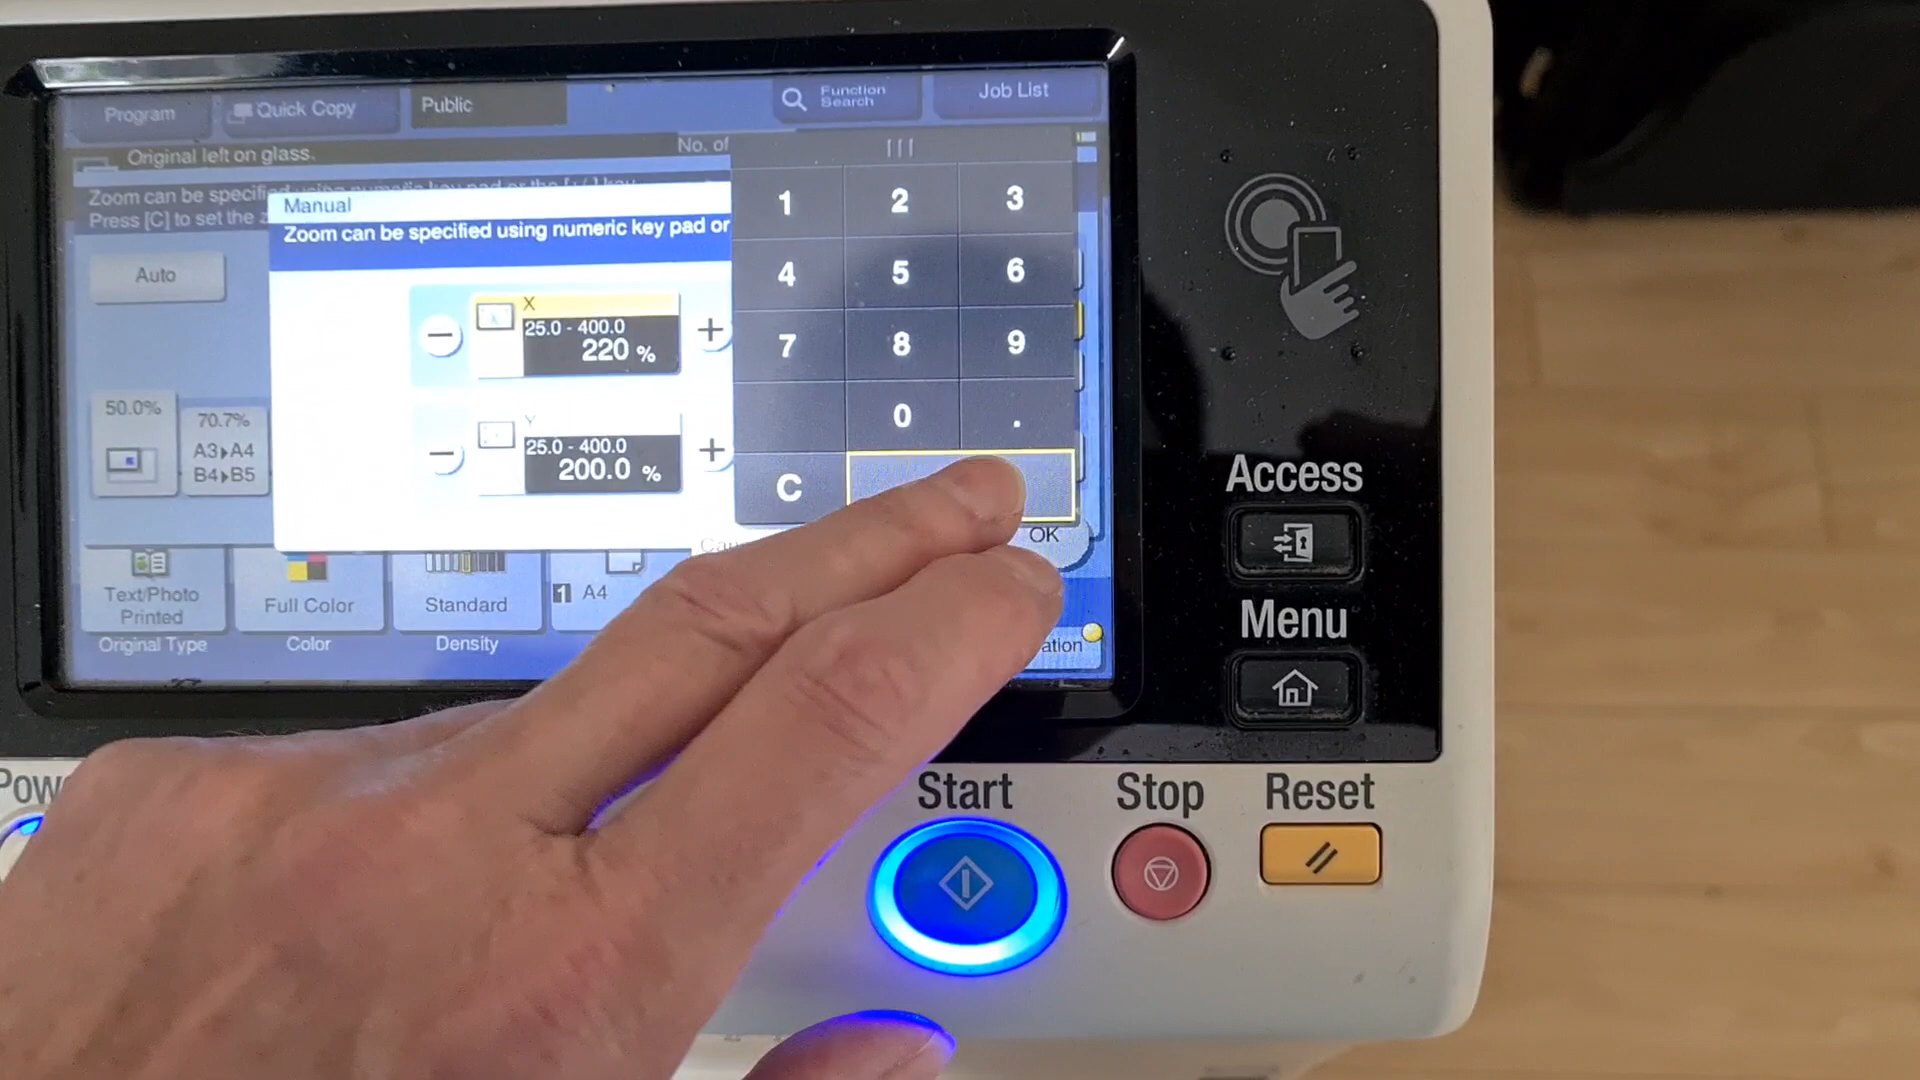 Program
Quick Copy
Public
Function
Search
Job List
Original left on glass.
No. of
Zoom can be specified using numeric key pad or the [+/-] key.
Press [C] to set the z
Manual
Zoom can be specified using numeric key pad or
Auto
X
25.0 - 400.0
220 %
Y
25.0 - 400.0
200.0 %
1 2 3
4 5 6
7 8 9
0 .
C
OK
50.0%
70.7%
A3▸A4
B4▸B5
Text/Photo
Printed
Original Type
Full Color
Color
Standard
Density
1 A4
ation
Access
Menu
Start
Stop
Reset